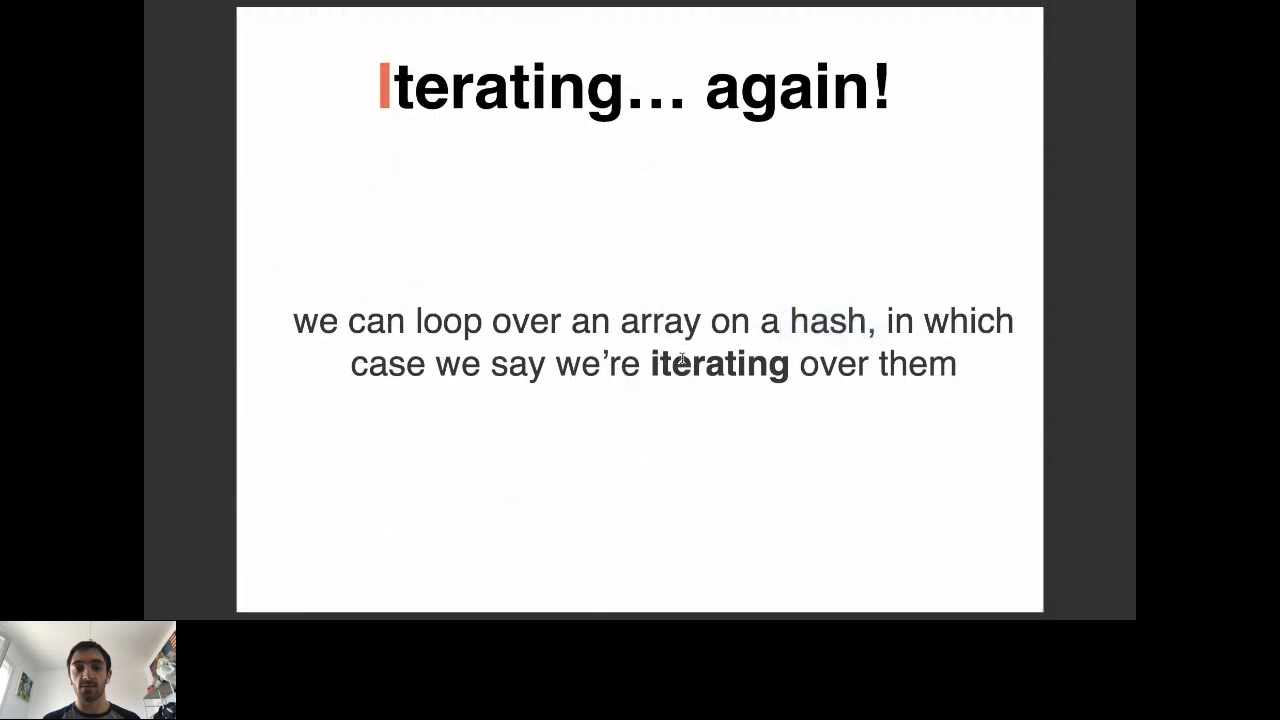 Iterating… again!
we can loop over an array on a hash, in which
case we say we’re iterating over them